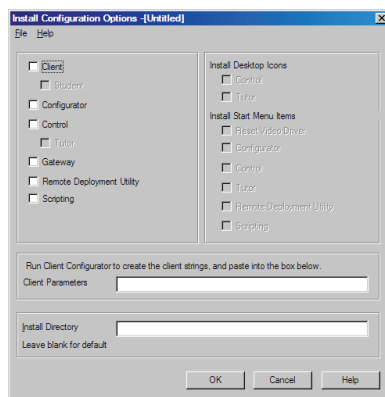 Install Configuration Options -[Untitled]
File Help
Client
Student
Configurator
Control
Tutor
Gateway
Remote Deployment Utility
Scripting
Install Desktop Icons
Control
Tutor
Install Start Menu Items
Reset Video Driver
Configurator
Control
Tutor
Remote Deployment Utility
Scripting
Run Client Configurator to create the client strings, and paste into the box below.
Client Parameters
Install Directory
Leave blank for default
OK Cancel Help